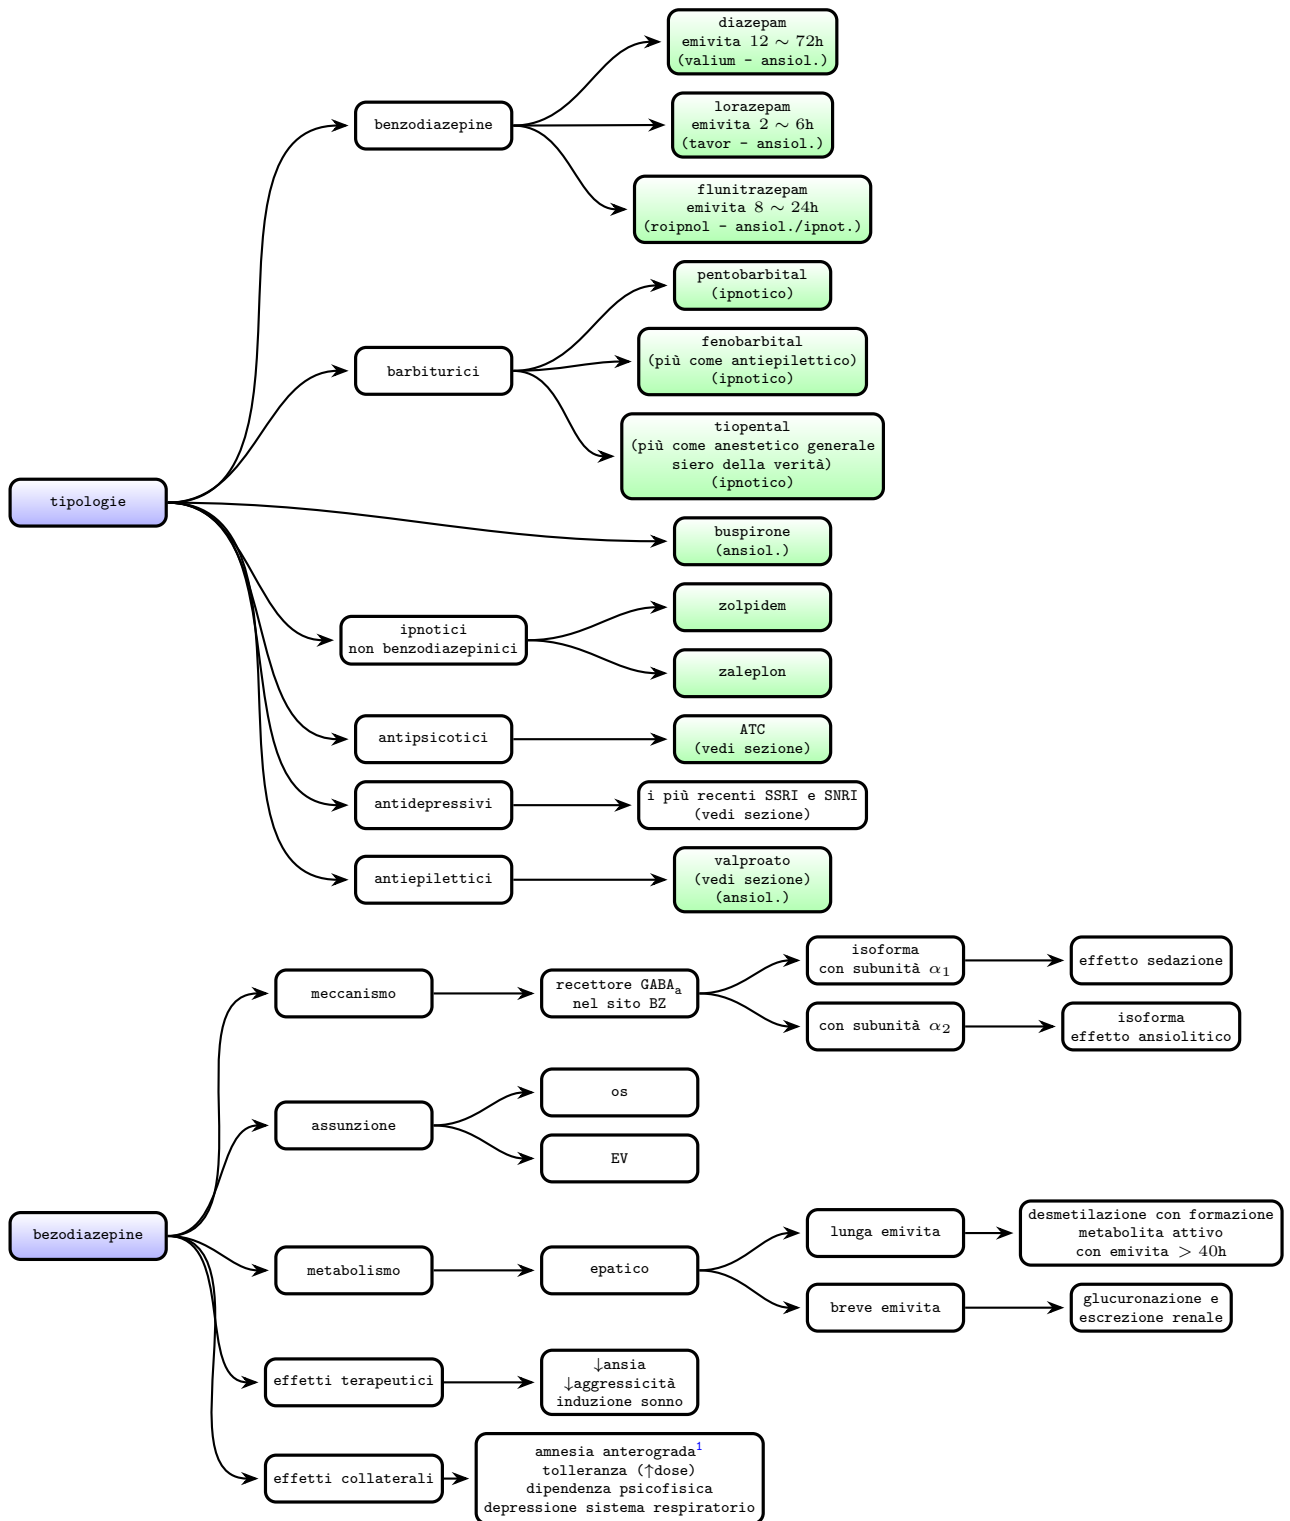 tipologie
benzodiazepine
diazepam
emivita 12 ∼ 72h
(valium - ansiol.)
lorazepam
emivita 2 ∼ 6h
(tavor - ansiol.)
flunitrazepam
emivita 8 ∼ 24h
(roipnol - ansiol./ipnot.)
barbiturici
pentobarbital
(ipnotico)
fenobarbital
(più come antiepilettico)
(ipnotico)
tiopental
(più come anestetico generale
siero della verità)
(ipnotico)
buspirone
(ansiol.)
ipnotici
non benzodiazepinici
zolpidem
zaleplon
antipsicotici
ATC
(vedi sezione)
antidepressivi
i più recenti SSRI e SNRI
(vedi sezione)
antiepilettici
valproato
(vedi sezione)
(ansiol.)
bezodiazepine
meccanismo
recettore GABAₐ
nel sito BZ
isoforma
con subunità α₁
effetto sedazione
con subunità α₂
isoforma
effetto ansiolitico
assunzione
os
EV
metabolismo
epatico
lunga emivita
desmetilazione con formazione
metabolita attivo
con emivita > 40h
breve emivita
glucuronazione e
escrezione renale
effetti terapeutici
↓ansia
↓aggressicità
induzione sonno
effetti collaterali
amnesia anterograda¹
tolleranza (↑dose)
dipendenza psicofisica
depressione sistema respiratorio